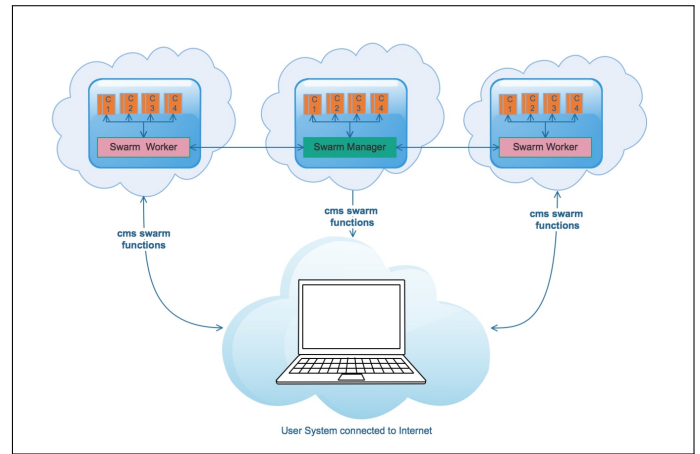 C 1 C 2 C 3 C 4
Swarm Worker
C 1 C 2 C 3 C 4
Swarm Manager
C 1 C 2 C 3 C 4
Swarm Worker
cms swarm
functions
cms swarm
functions
cms swarm
functions
User System connected to Internet